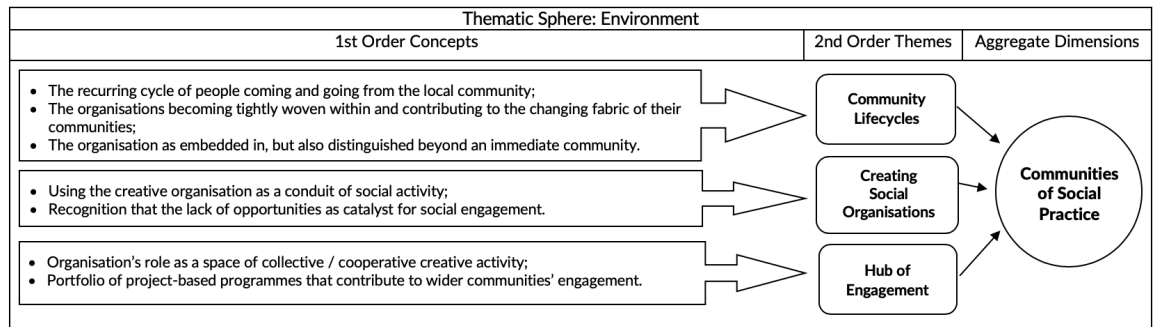 Thematic Sphere: Environment
1st Order Concepts
2nd Order Themes
Aggregate Dimensions
• The recurring cycle of people coming and going from the local community;
• The organisations becoming tightly woven within and contributing to the changing fabric of their
communities;
• The organisation as embedded in, but also distinguished beyond an immediate community.
Community
Lifecycles
• Using the creative organisation as a conduit of social activity;
• Recognition that the lack of opportunities as catalyst for social engagement.
Creating
Social
Organisations
• Organisation’s role as a space of collective / cooperative creative activity;
• Portfolio of project-based programmes that contribute to wider communities’ engagement.
Hub of
Engagement
Communities
of Social
Practice